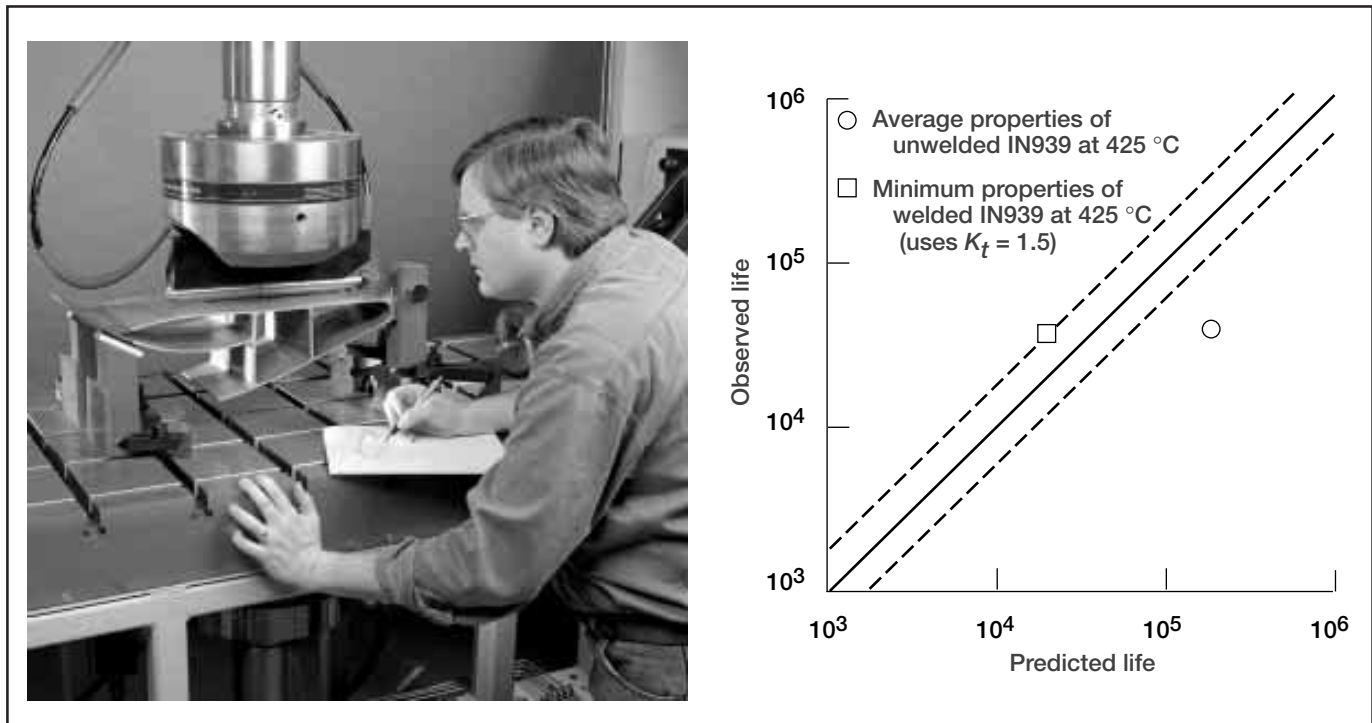 10⁶
10⁵
10⁴
10³
Observed life
Average properties of
unwelded IN939 at 425 °C
Minimum properties of
welded IN939 at 425 °C
(uses Kₜ = 1.5)
10³ 10⁴ 10⁵ 10⁶
Predicted life